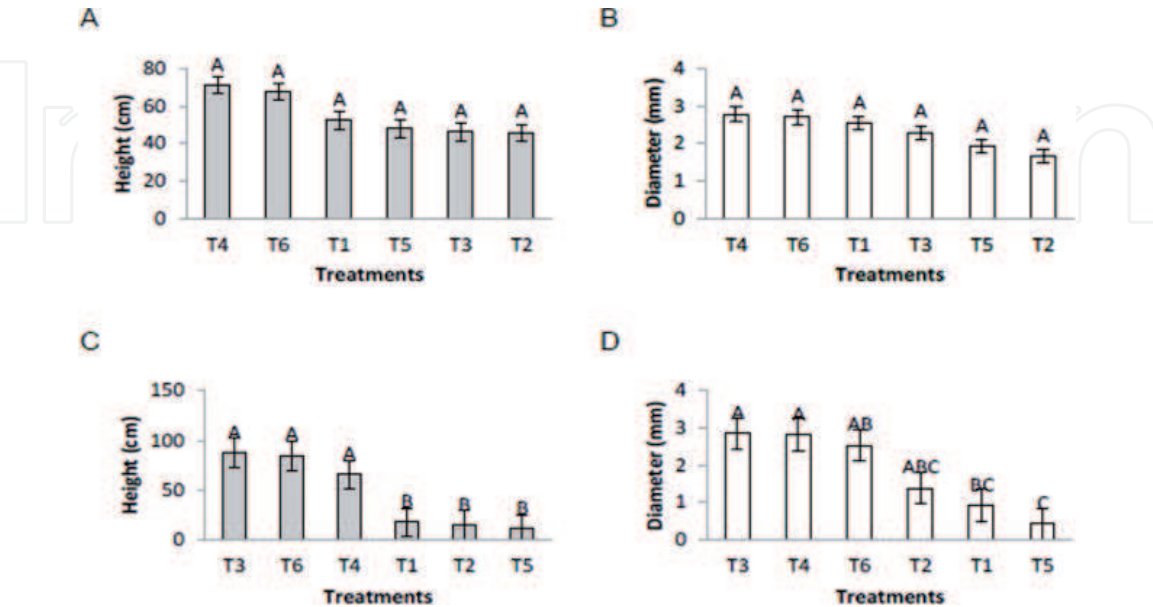 A
B
80
60
40
20
0
Height (cm)
A A A A A A
T4 T6 T1 T5 T3 T2
Treatments
4
3
2
1
0
Diameter (mm)
A A A A A A
T4 T6 T1 T3 T5 T2
Treatments
C
D
150
100
50
0
Height (cm)
A A A B B B
T3 T6 T4 T1 T2 T5
Treatments
4
3
2
1
0
Diameter (mm)
A A AB ABC BC C
T3 T4 T6 T2 T1 T5
Treatments